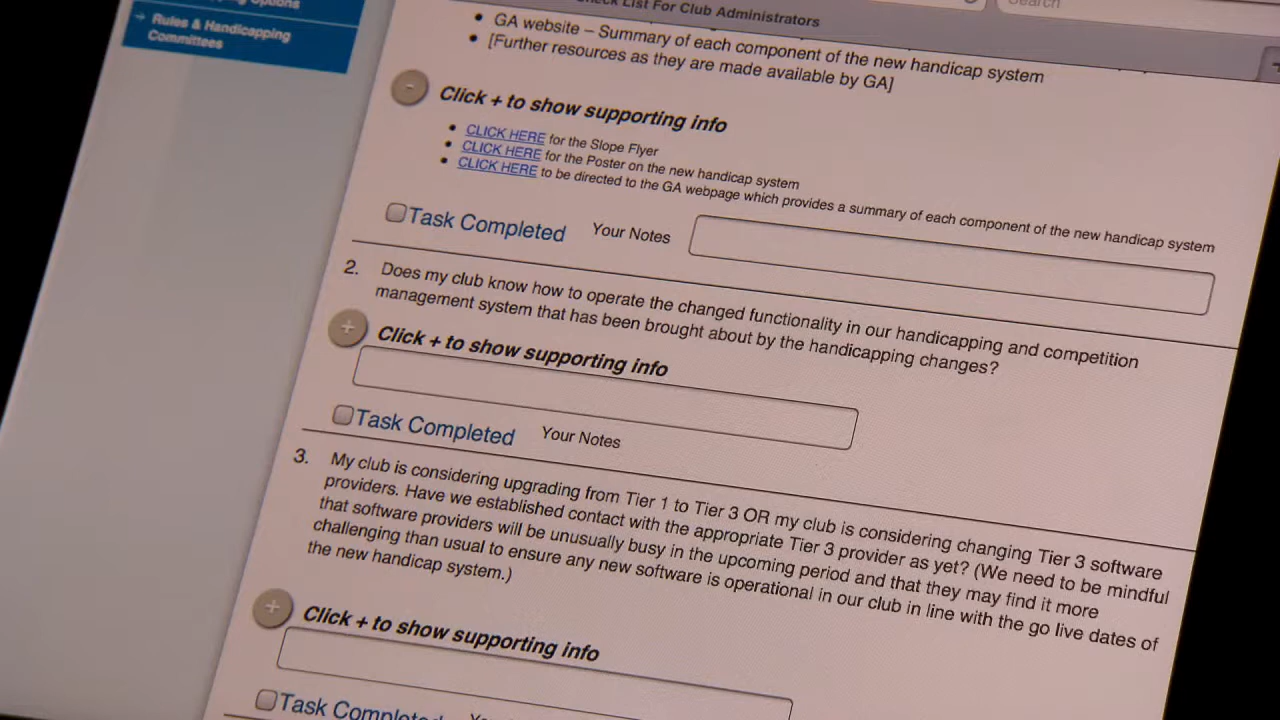 Options
Rules & Handicapping
Committees
List For Club Administrators
Search
GA website – Summary of each component of the new handicap system
[Further resources as they are made available by GA]
- Click + to show supporting info
CLICK HERE for the Slope Flyer
CLICK HERE for the Poster on the new handicap system
CLICK HERE to be directed to the GA webpage which provides a summary of each component of the new handicap system
Task Completed Your Notes
2. Does my club know how to operate the changed functionality in our handicapping and competition
management system that has been brought about by the handicapping changes?
+ Click + to show supporting info
Task Completed Your Notes
3. My club is considering upgrading from Tier 1 to Tier 3 OR my club is considering changing Tier 3 software
providers. Have we established contact with the appropriate Tier 3 provider as yet? (We need to be mindful
that software providers will be unusually busy in the upcoming period and that they may find it more
challenging than usual to ensure any new software is operational in our club in line with the go live dates of
the new handicap system.)
+ Click + to show supporting info
Task Completed